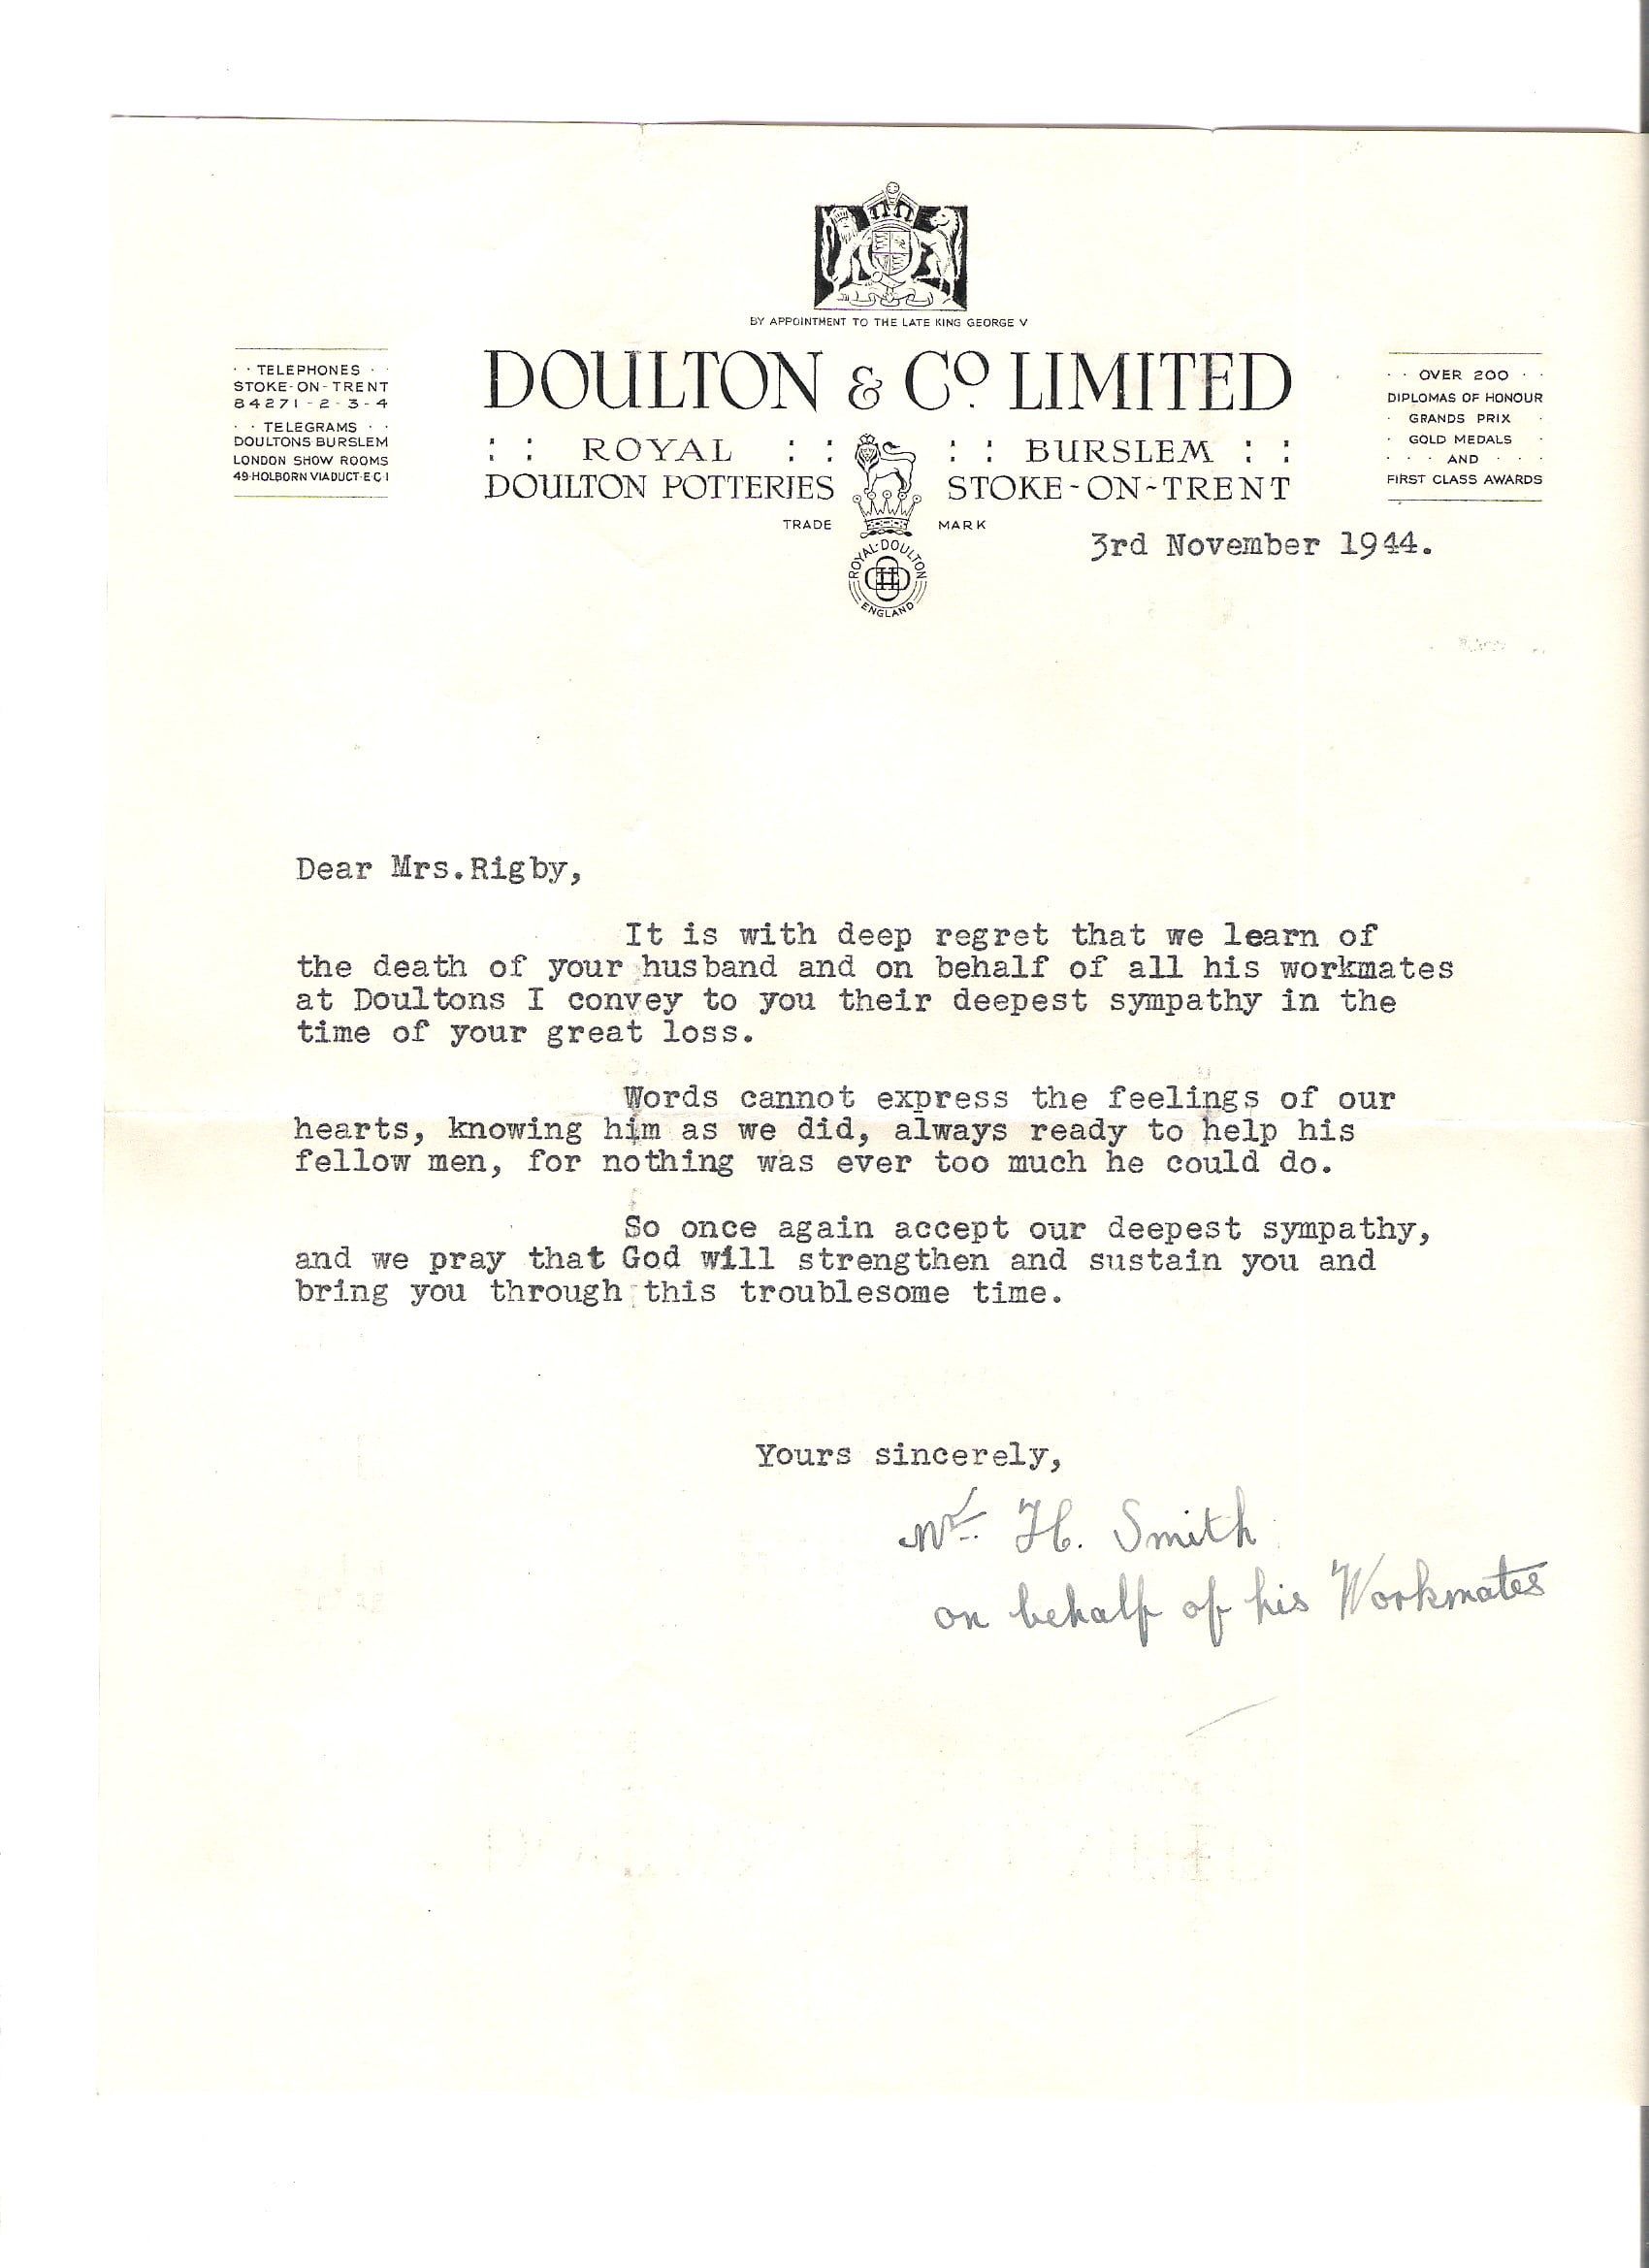 BY APPOINTMENT TO THE LATE KING GEORGE V
· · TELEPHONES · ·
STOKE-ON-TRENT
84271-2-3-4
· · TELEGRAMS · ·
DOULTONS BURSLEM
LONDON SHOW ROOMS
49·HOLBORN VIADUCT·E C 1
DOULTON & Co. LIMITED
: : ROYAL : : : : BURSLEM : :
DOULTON POTTERIES STOKE-ON-TRENT
TRADE MARK
ROYAL·DOULTON
ENGLAND
· · OVER 200 · ·
DIPLOMAS OF HONOUR
· GRANDS PRIX ·
· GOLD MEDALS ·
· · · AND · · ·
FIRST CLASS AWARDS
3rd November 1944.
Dear Mrs.Rigby,
It is with deep regret that we learn of
the death of your husband and on behalf of all his workmates
at Doultons I convey to you their deepest sympathy in the
time of your great loss.
Words cannot express the feelings of our
hearts, knowing him as we did, always ready to help his
fellow men, for nothing was ever too much he could do.
So once again accept our deepest sympathy,
and we pray that God will strengthen and sustain you and
bring you through this troublesome time.
Yours sincerely,
Mr. H. Smith
on behalf of his Workmates